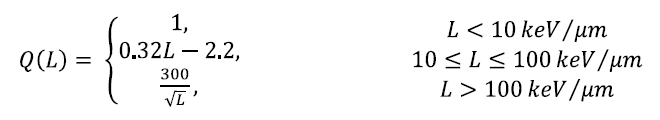 1, L < 10 keV/μm
Q(L) = { 0.32L − 2.2, 10 ≤ L ≤ 100 keV/μm
300/√L, L > 100 keV/μm